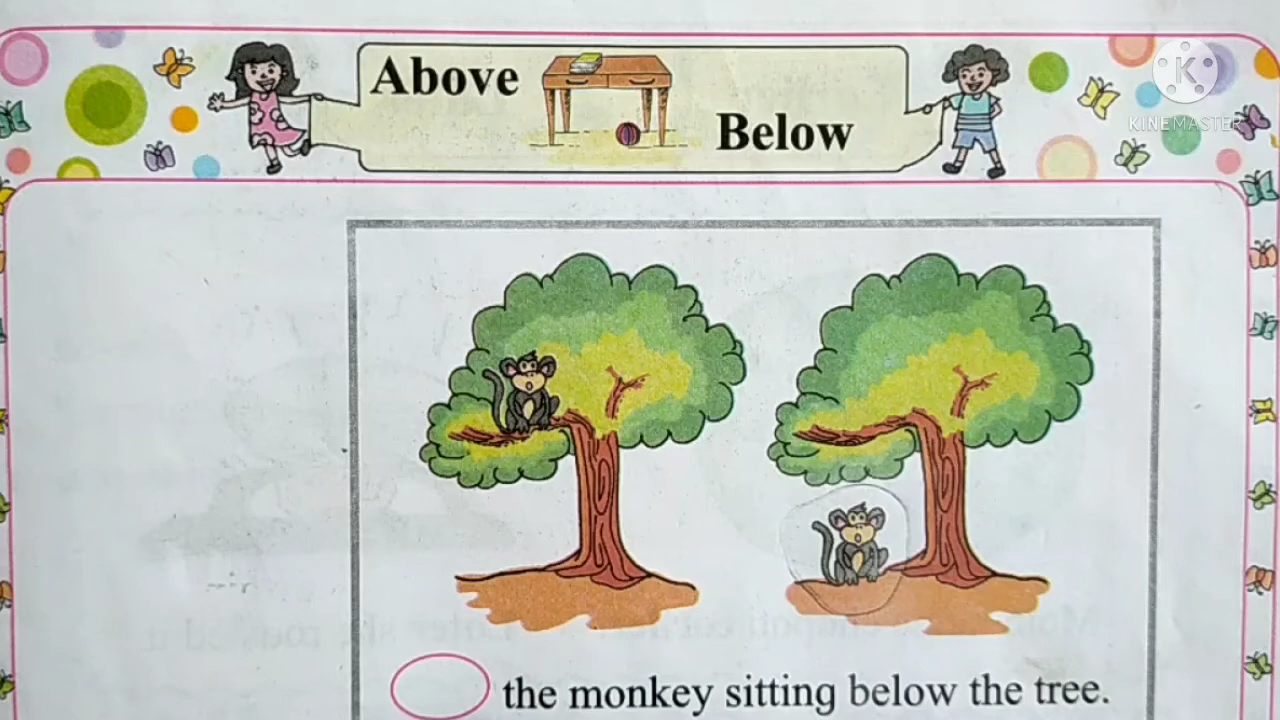 Above
Below
K
KINEMASTER
the monkey sitting below the tree.